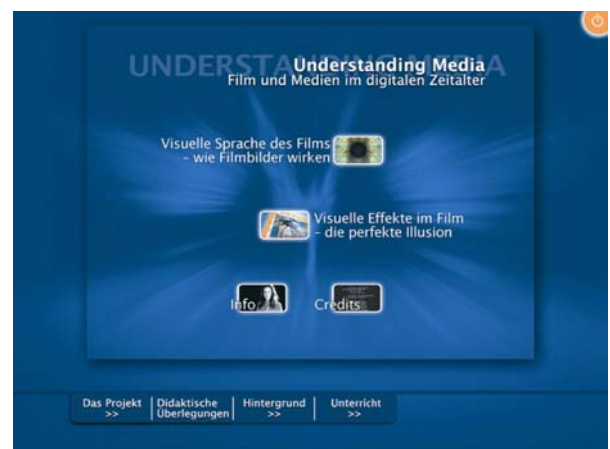 UNDERSTANDING MEDIA
Understanding Media
Film und Medien im digitalen Zeitalter
Visuelle Sprache des Films
– wie Filmbilder wirken
Visuelle Effekte im Film
– die perfekte Illusion
Info
Credits
Das Projekt
>>
Didaktische
Überlegungen
Hintergrund
>>
Unterricht
>>